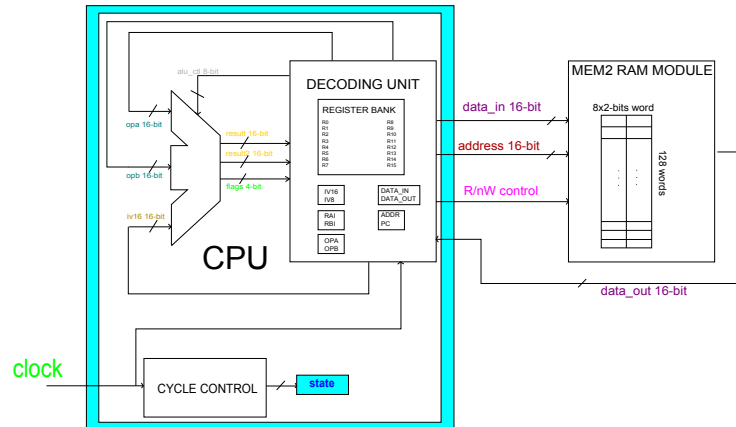 alu_ctl 8-bit
opa 16-bit
opb 16-bit
iv16 16-bit
result 16-bit
result2 16-bit
flags 4-bit
CPU
DECODING UNIT
REGISTER BANK
R0 R8
R1 R9
R2 R10
R3 R11
R4 R12
R5 R13
R6 R14
R7 R15
IV16
IV8
DATA_IN
DATA_OUT
RAI
RBI
ADDR
PC
OPA
OPB
data_in 16-bit
address 16-bit
R/nW control
data_out 16-bit
MEM2 RAM MODULE
8x2-bits word
128 words
clock
CYCLE CONTROL
state